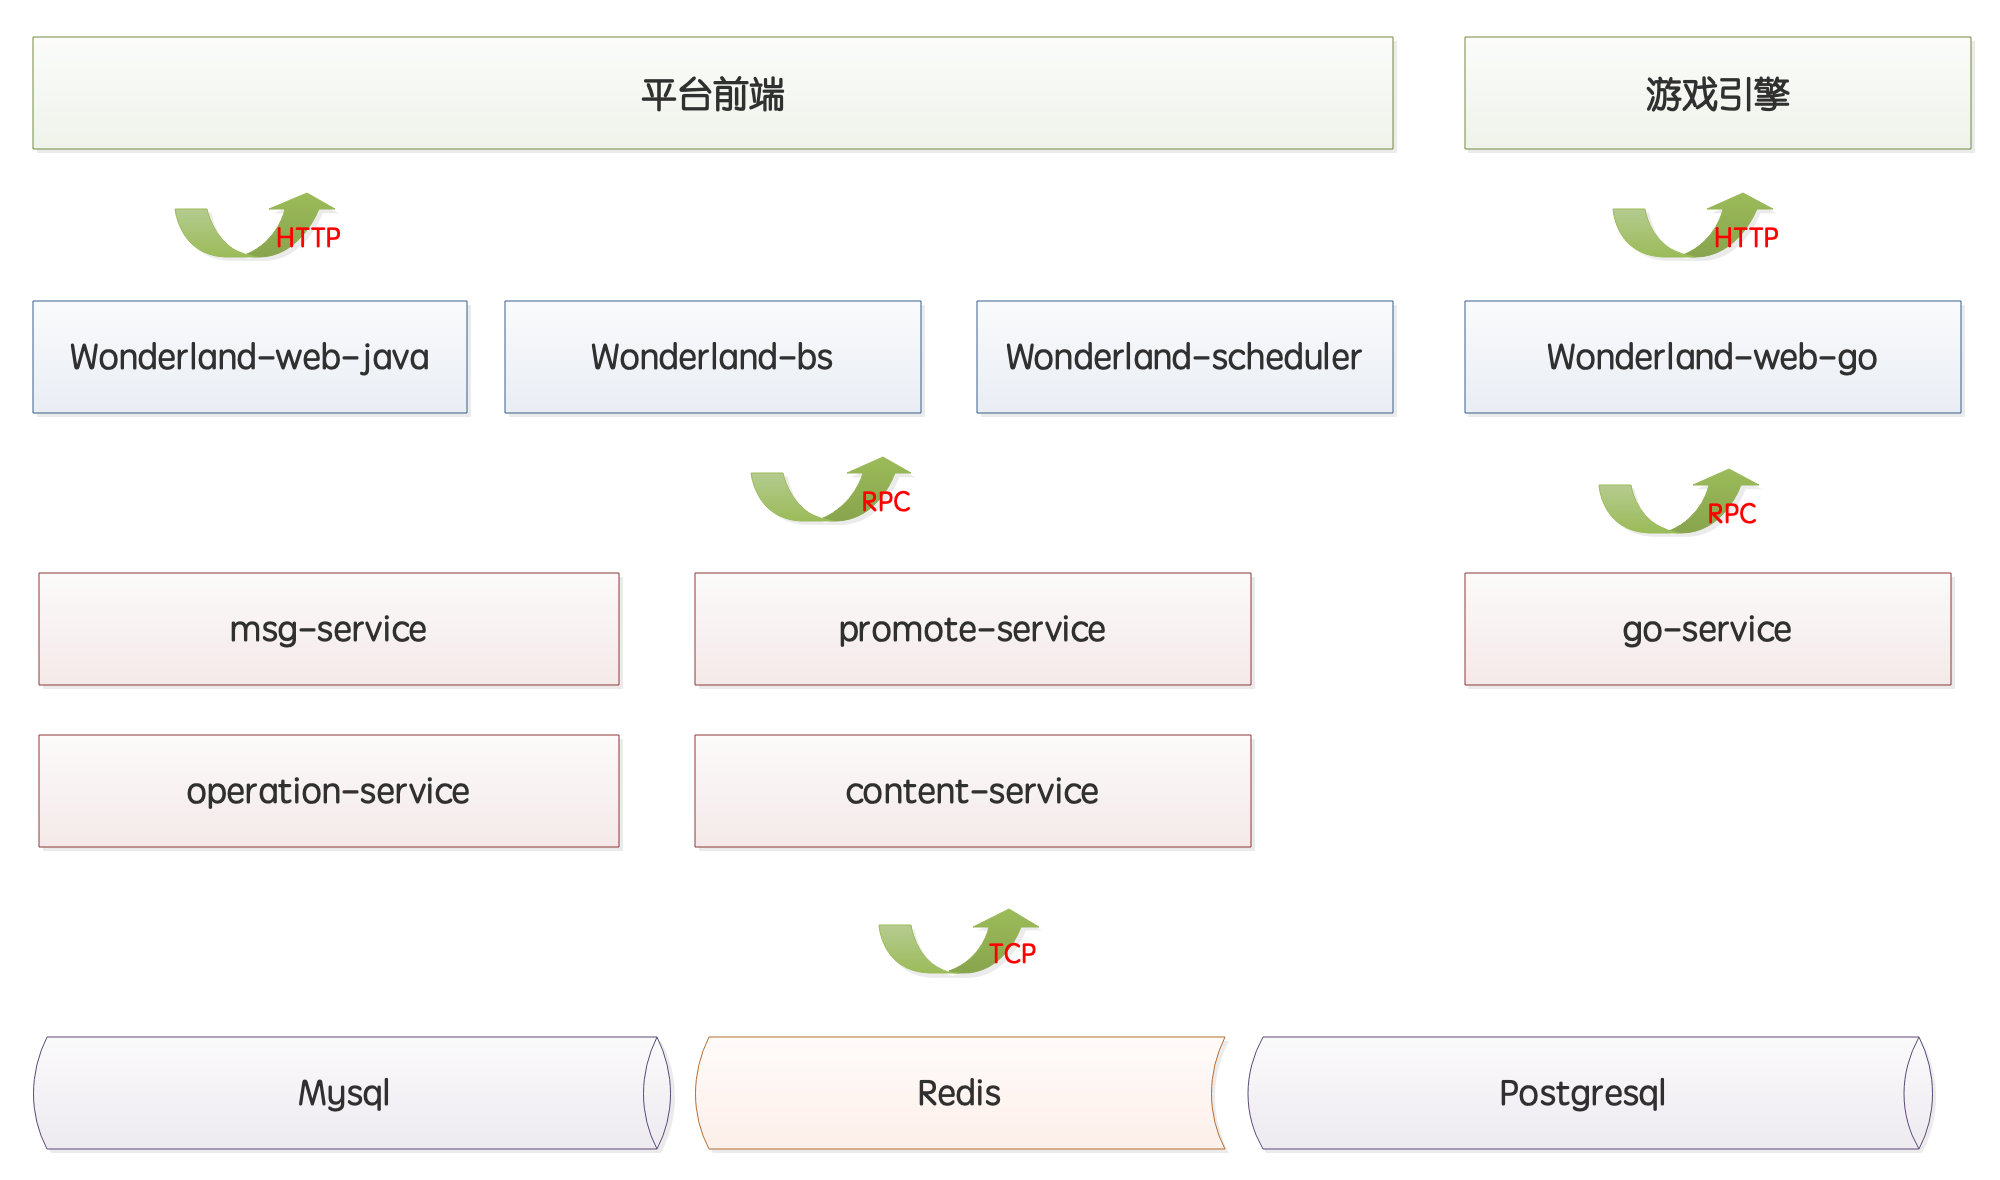 平台前端
游戏引擎
HTTP
HTTP
Wonderland-web-java
Wonderland-bs
Wonderland-scheduler
Wonderland-web-go
RPC
RPC
msg-service
promote-service
go-service
operation-service
content-service
TCP
Mysql
Redis
Postgresql